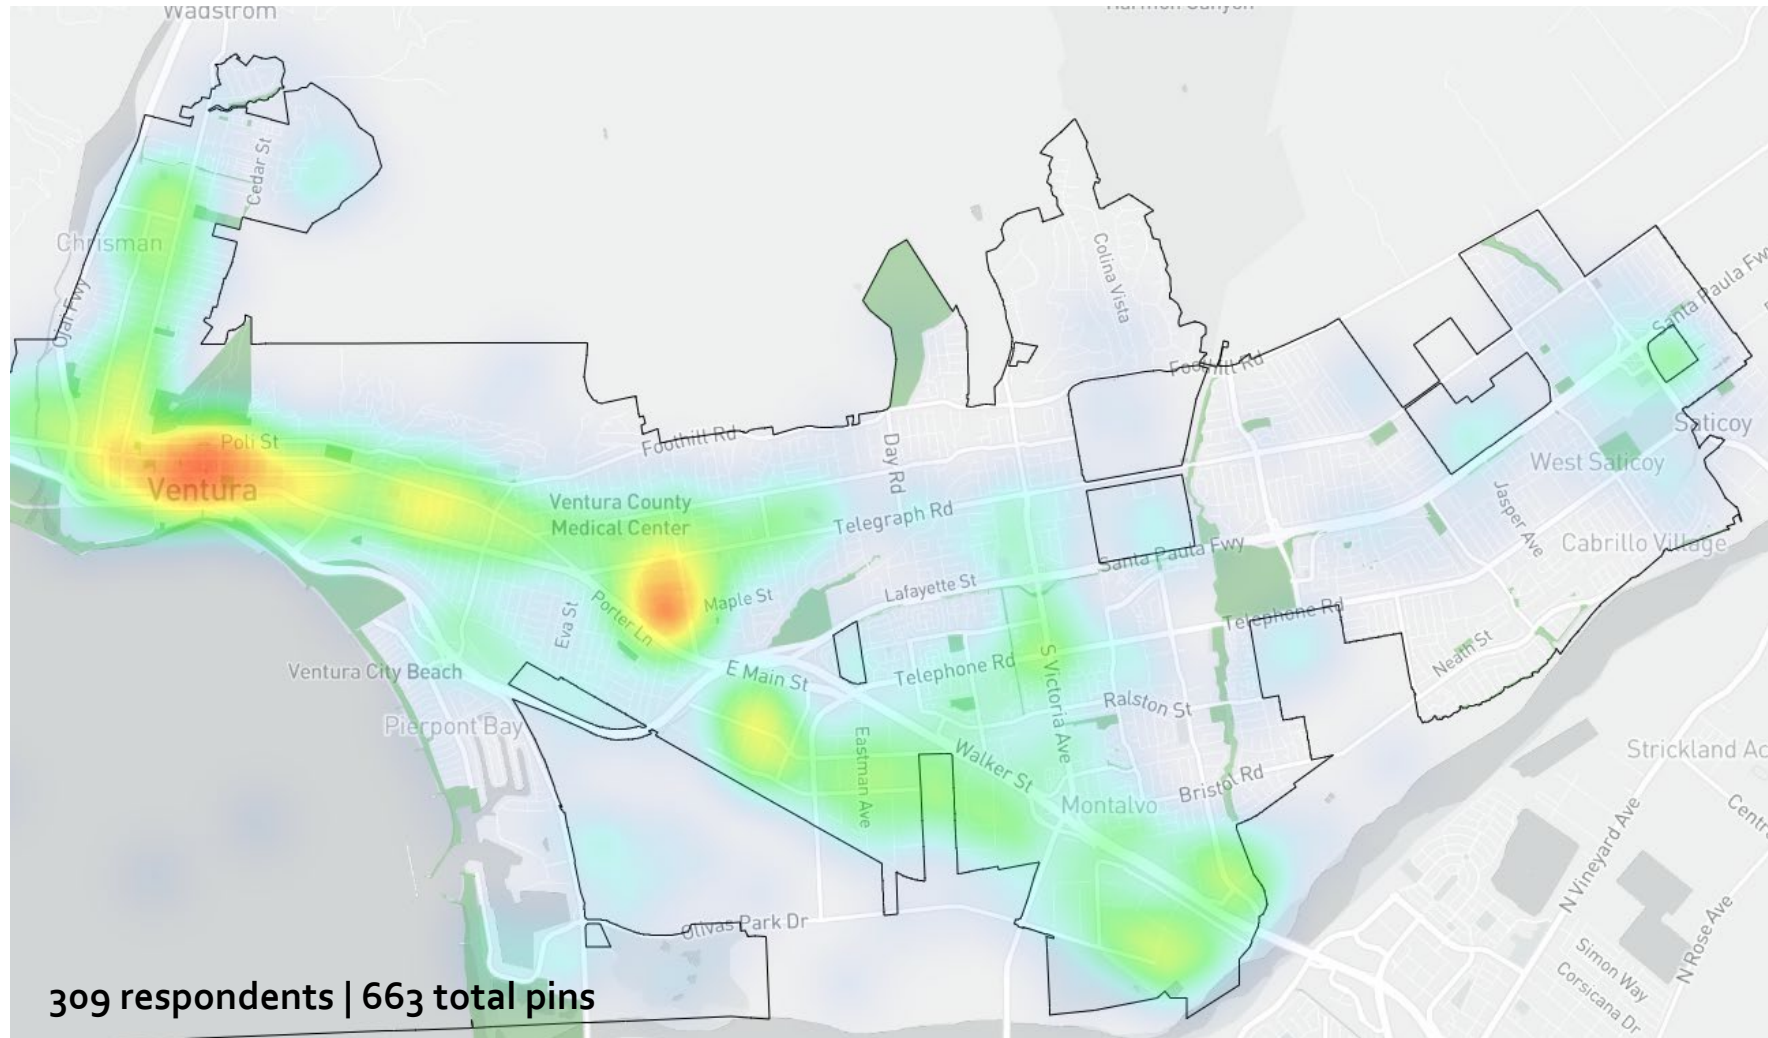 Wadstrom
Harmon Canyon
Cedar St
Chrisman
Ojai Fwy
Colina Vista
Santa Paula Fw
Foothill Rd
Poli St
Foothill Rd
Day Rd
Saticoy
West Saticoy
Ventura
Ventura County
Medical Center
Telegraph Rd
Jasper Ave
Santa Paula Fwy
Cabrillo Village
Lafayette St
Maple St
Porter Ln
Eva St
Telephone Rd
Neath St
Ventura City Beach
E Main St
Telephone Rd
S Victoria Ave
Ralston St
Pierpont Bay
Eastman Ave
Walker St
Strickland Ac
Bristol Rd
Montalvo
Centr
N Vineyard Ave
Olivas Park Dr
N Rose Ave
Simon Way
Corsicana Dr
309 respondents | 663 total pins